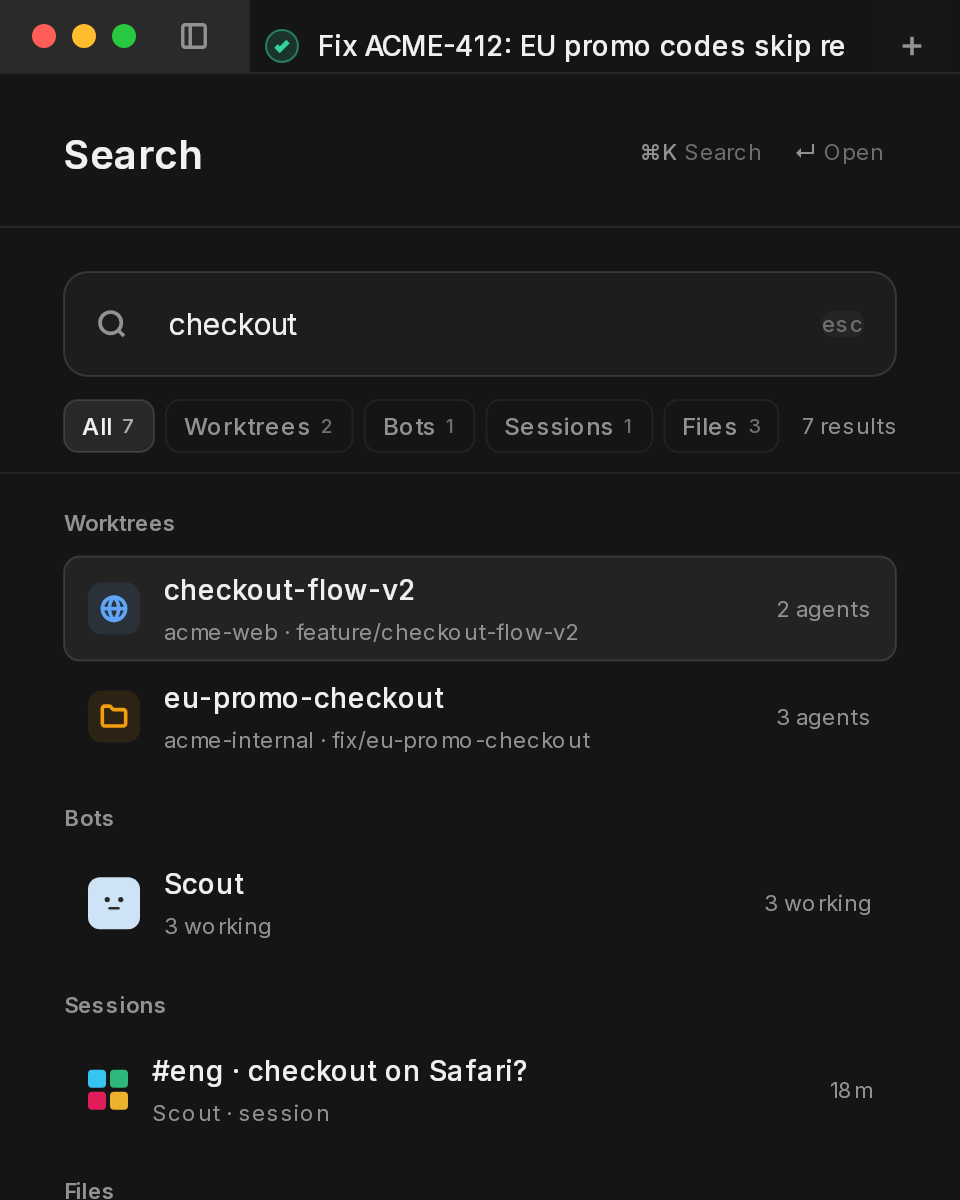 Fix ACME-412: EU promo codes skip re
+
Search
⌘K Search
↵ Open
checkout
esc
All 7
Worktrees 2
Bots 1
Sessions 1
Files 3
7 results
Worktrees
checkout-flow-v2
acme-web · feature/checkout-flow-v2
2 agents
eu-promo-checkout
acme-internal · fix/eu-promo-checkout
3 agents
Bots
Scout
3 working
3 working
Sessions
#eng · checkout on Safari?
Scout · session
18m
Files